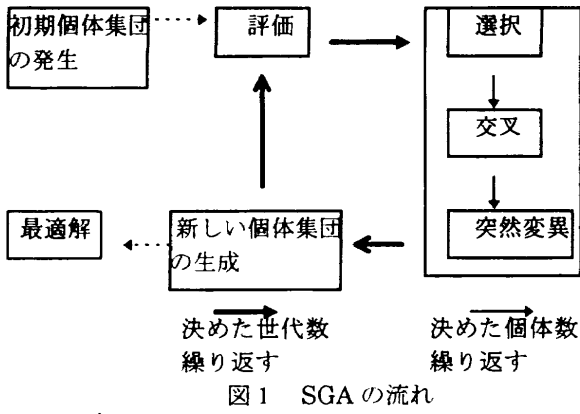 初期個体集団
の発生
評価
選択
交叉
突然変異
最適解
新しい個体集団
の生成
決めた世代数
繰り返す
決めた個体数
繰り返す
図1 SGAの流れ